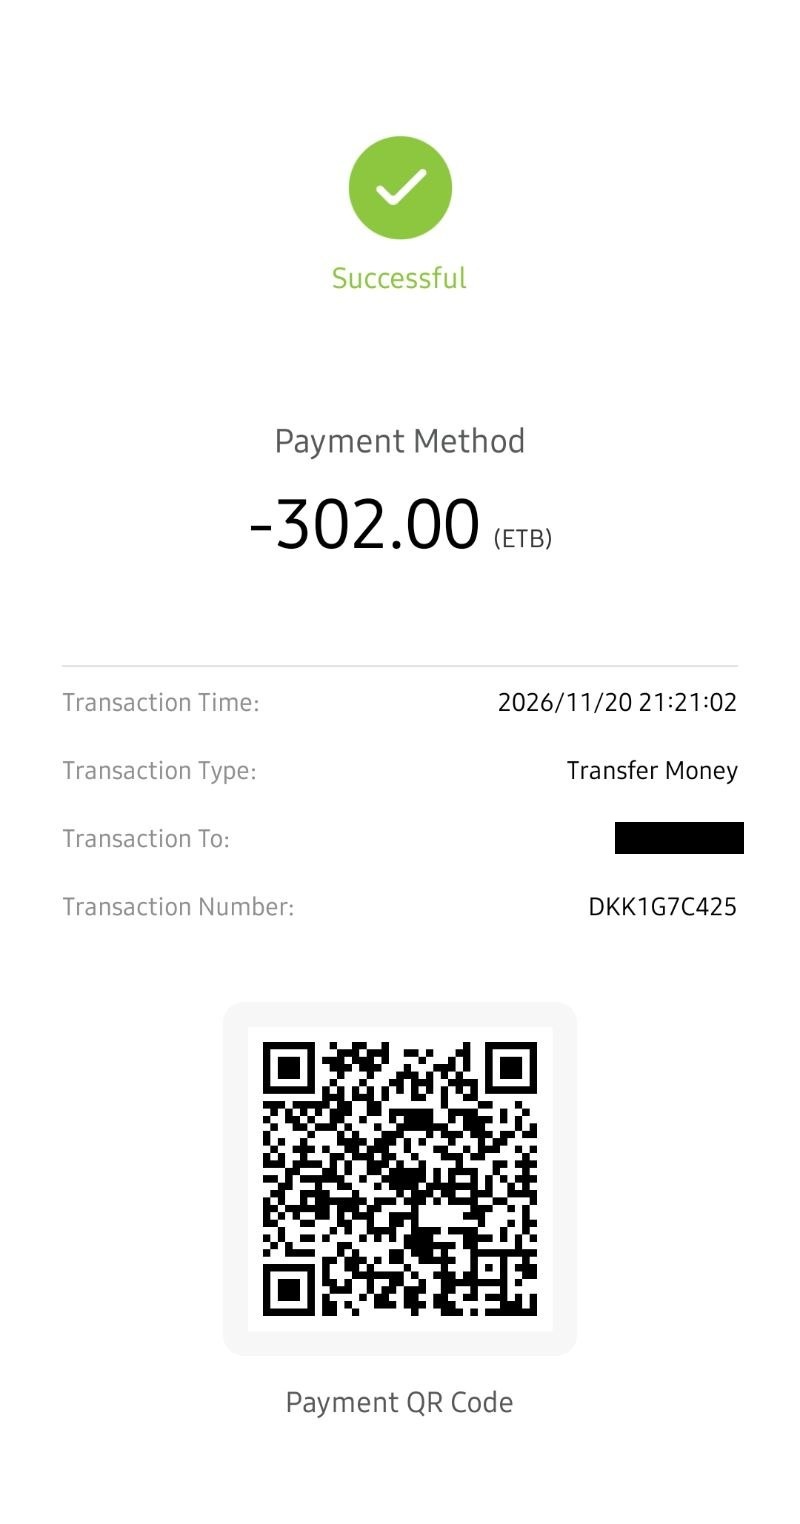 Successful
Payment Method
-302.00 (ETB)
Transaction Time: 2026/11/20 21:21:02
Transaction Type: Transfer Money
Transaction To:
Transaction Number: DKK1G7C425
Payment QR Code